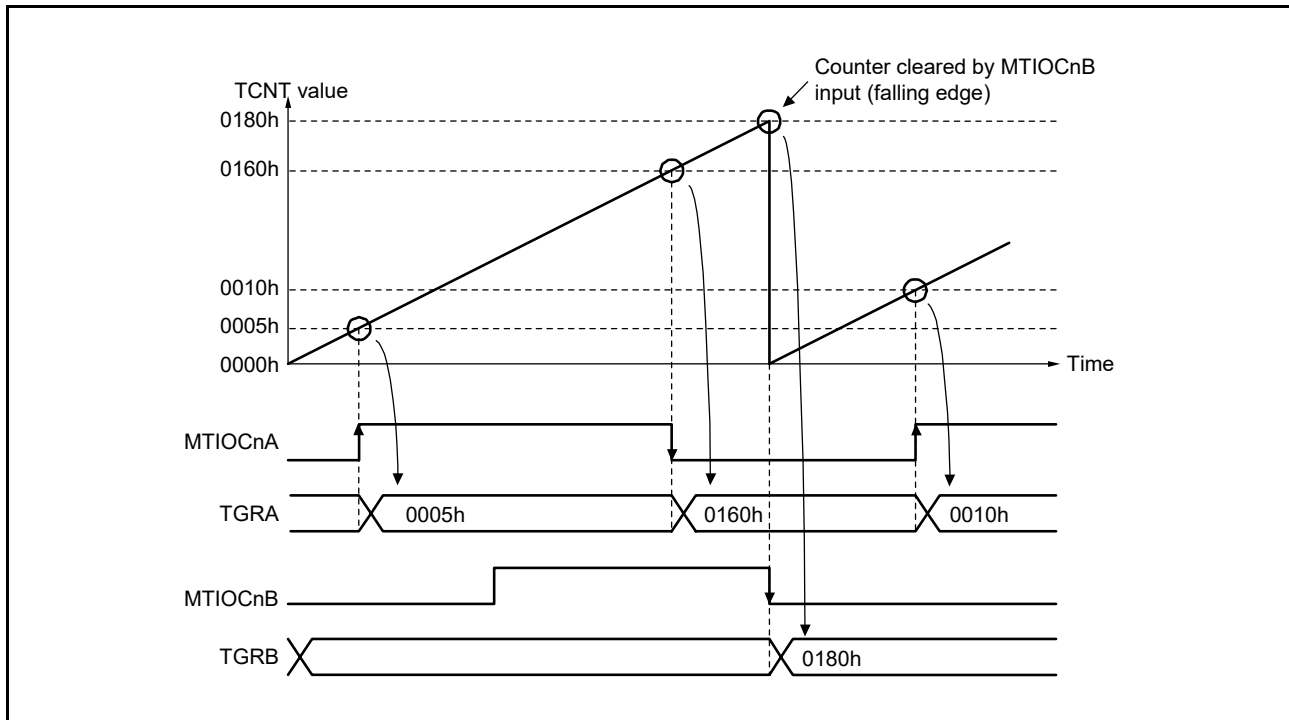 Counter cleared by MTIOCnB
input (falling edge)
TCNT value
0180h
0160h
0010h
0005h
0000h
Time
MTIOCnA
TGRA
0005h
0160h
0010h
MTIOCnB
TGRB
0180h